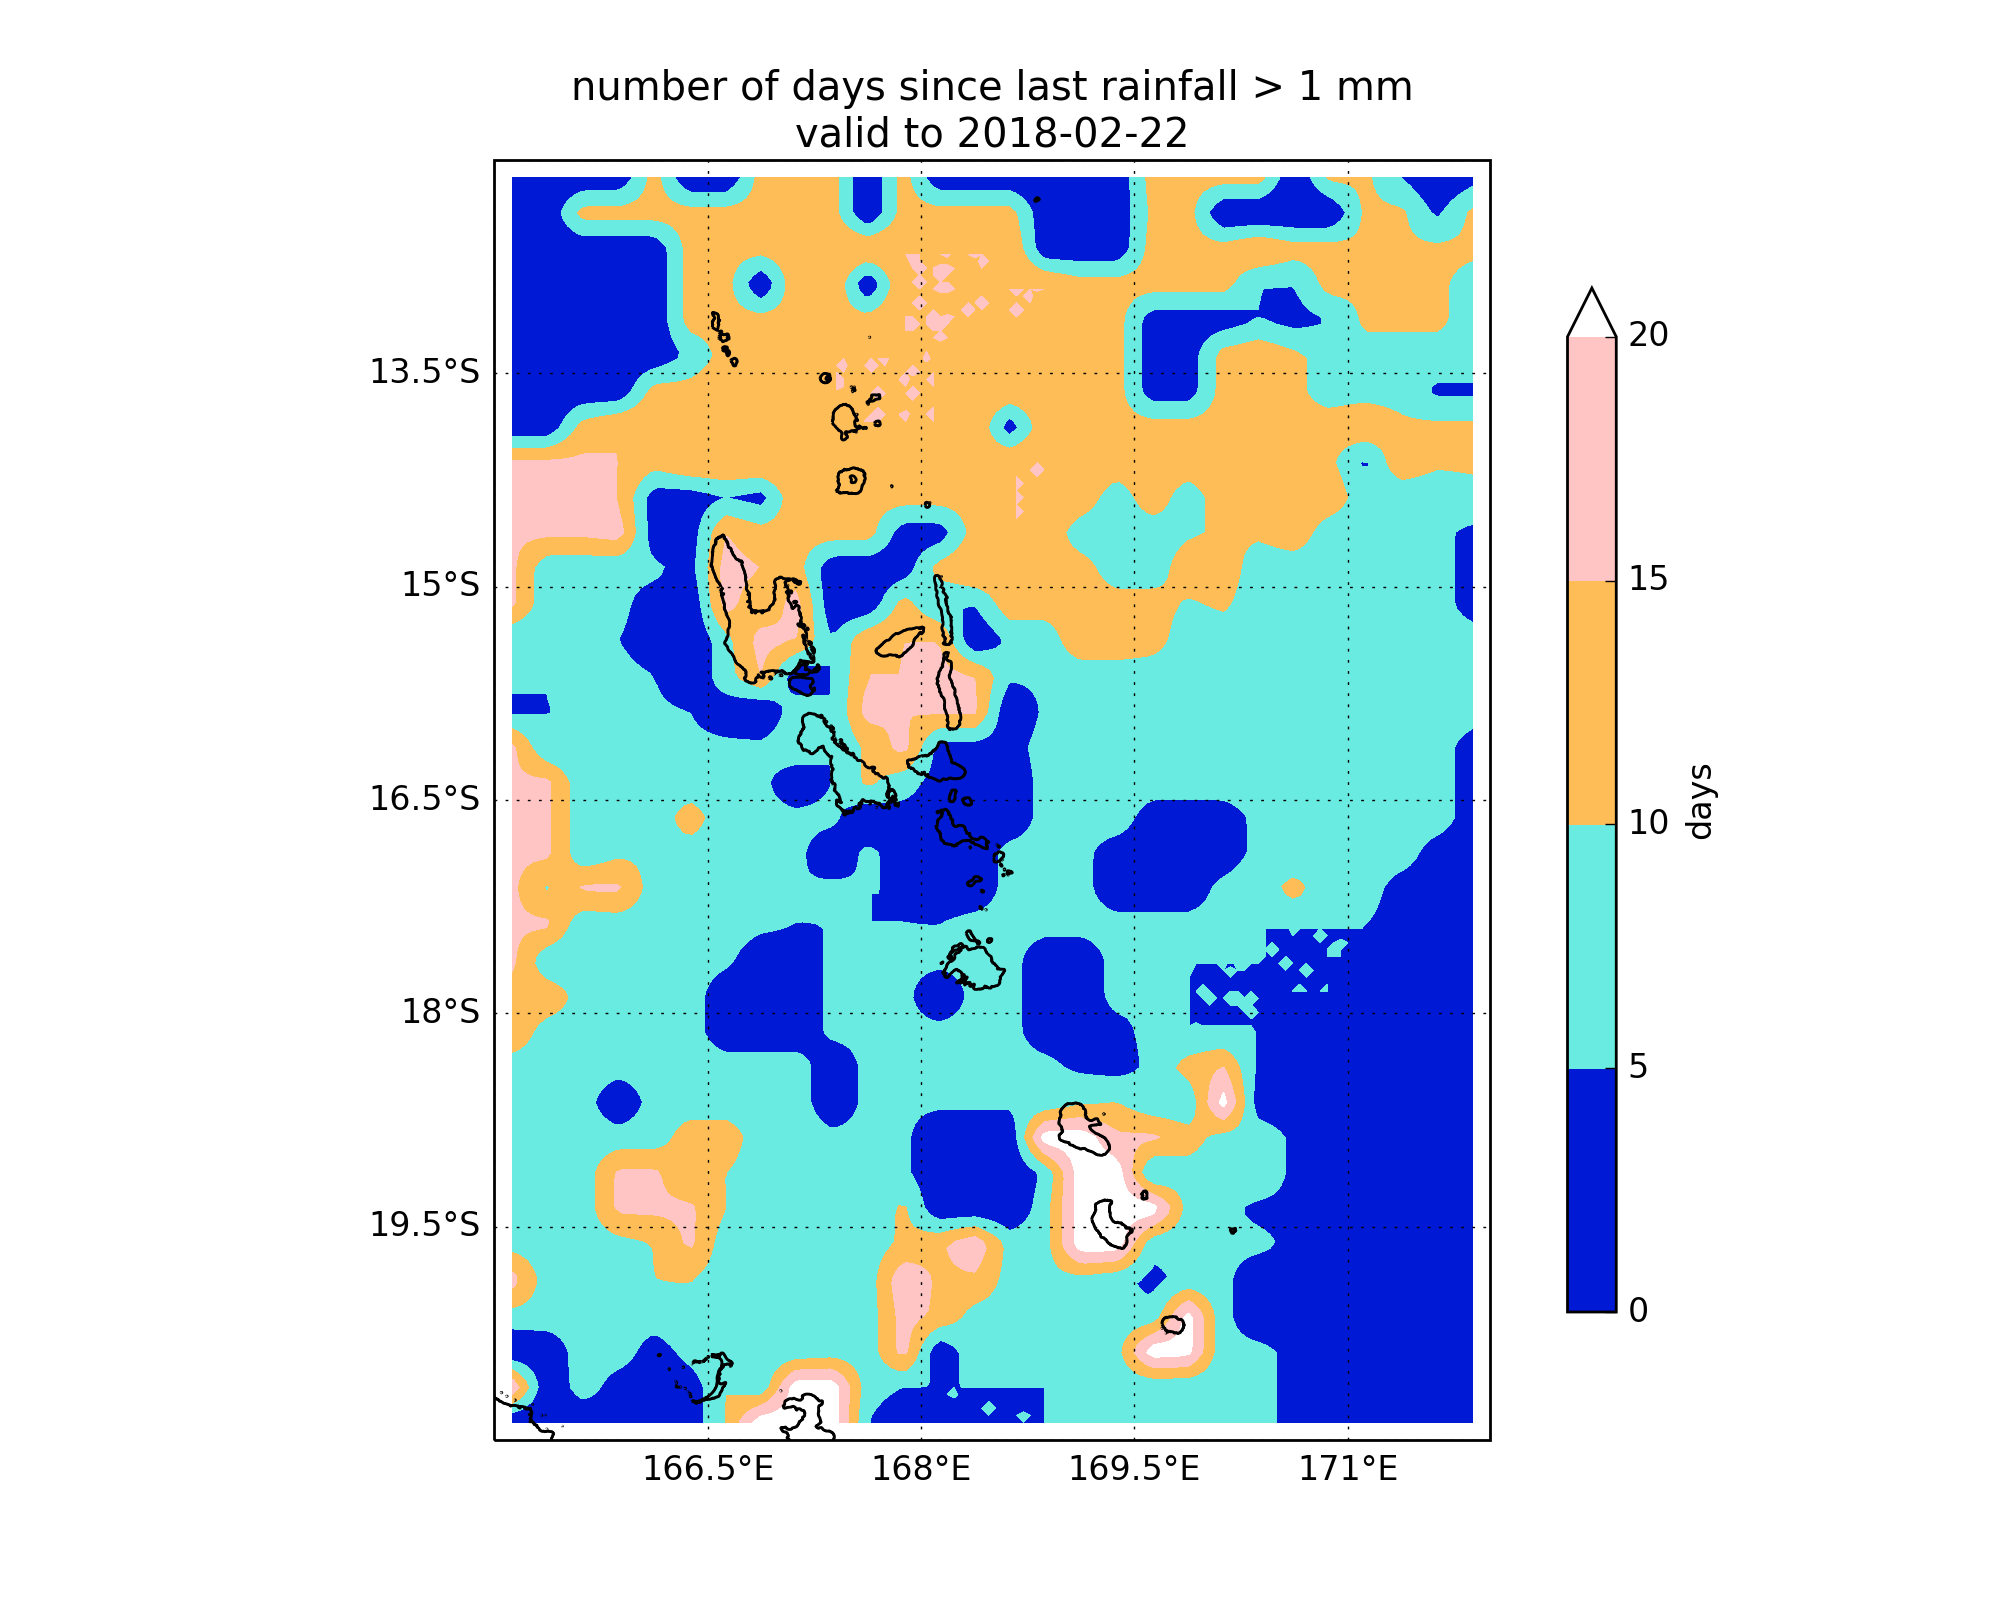 number of days since last rainfall > 1 mm
valid to 2018-02-22
13.5°S
15°S
16.5°S
18°S
19.5°S
166.5°E
168°E
169.5°E
171°E
20
15
10
5
0
days